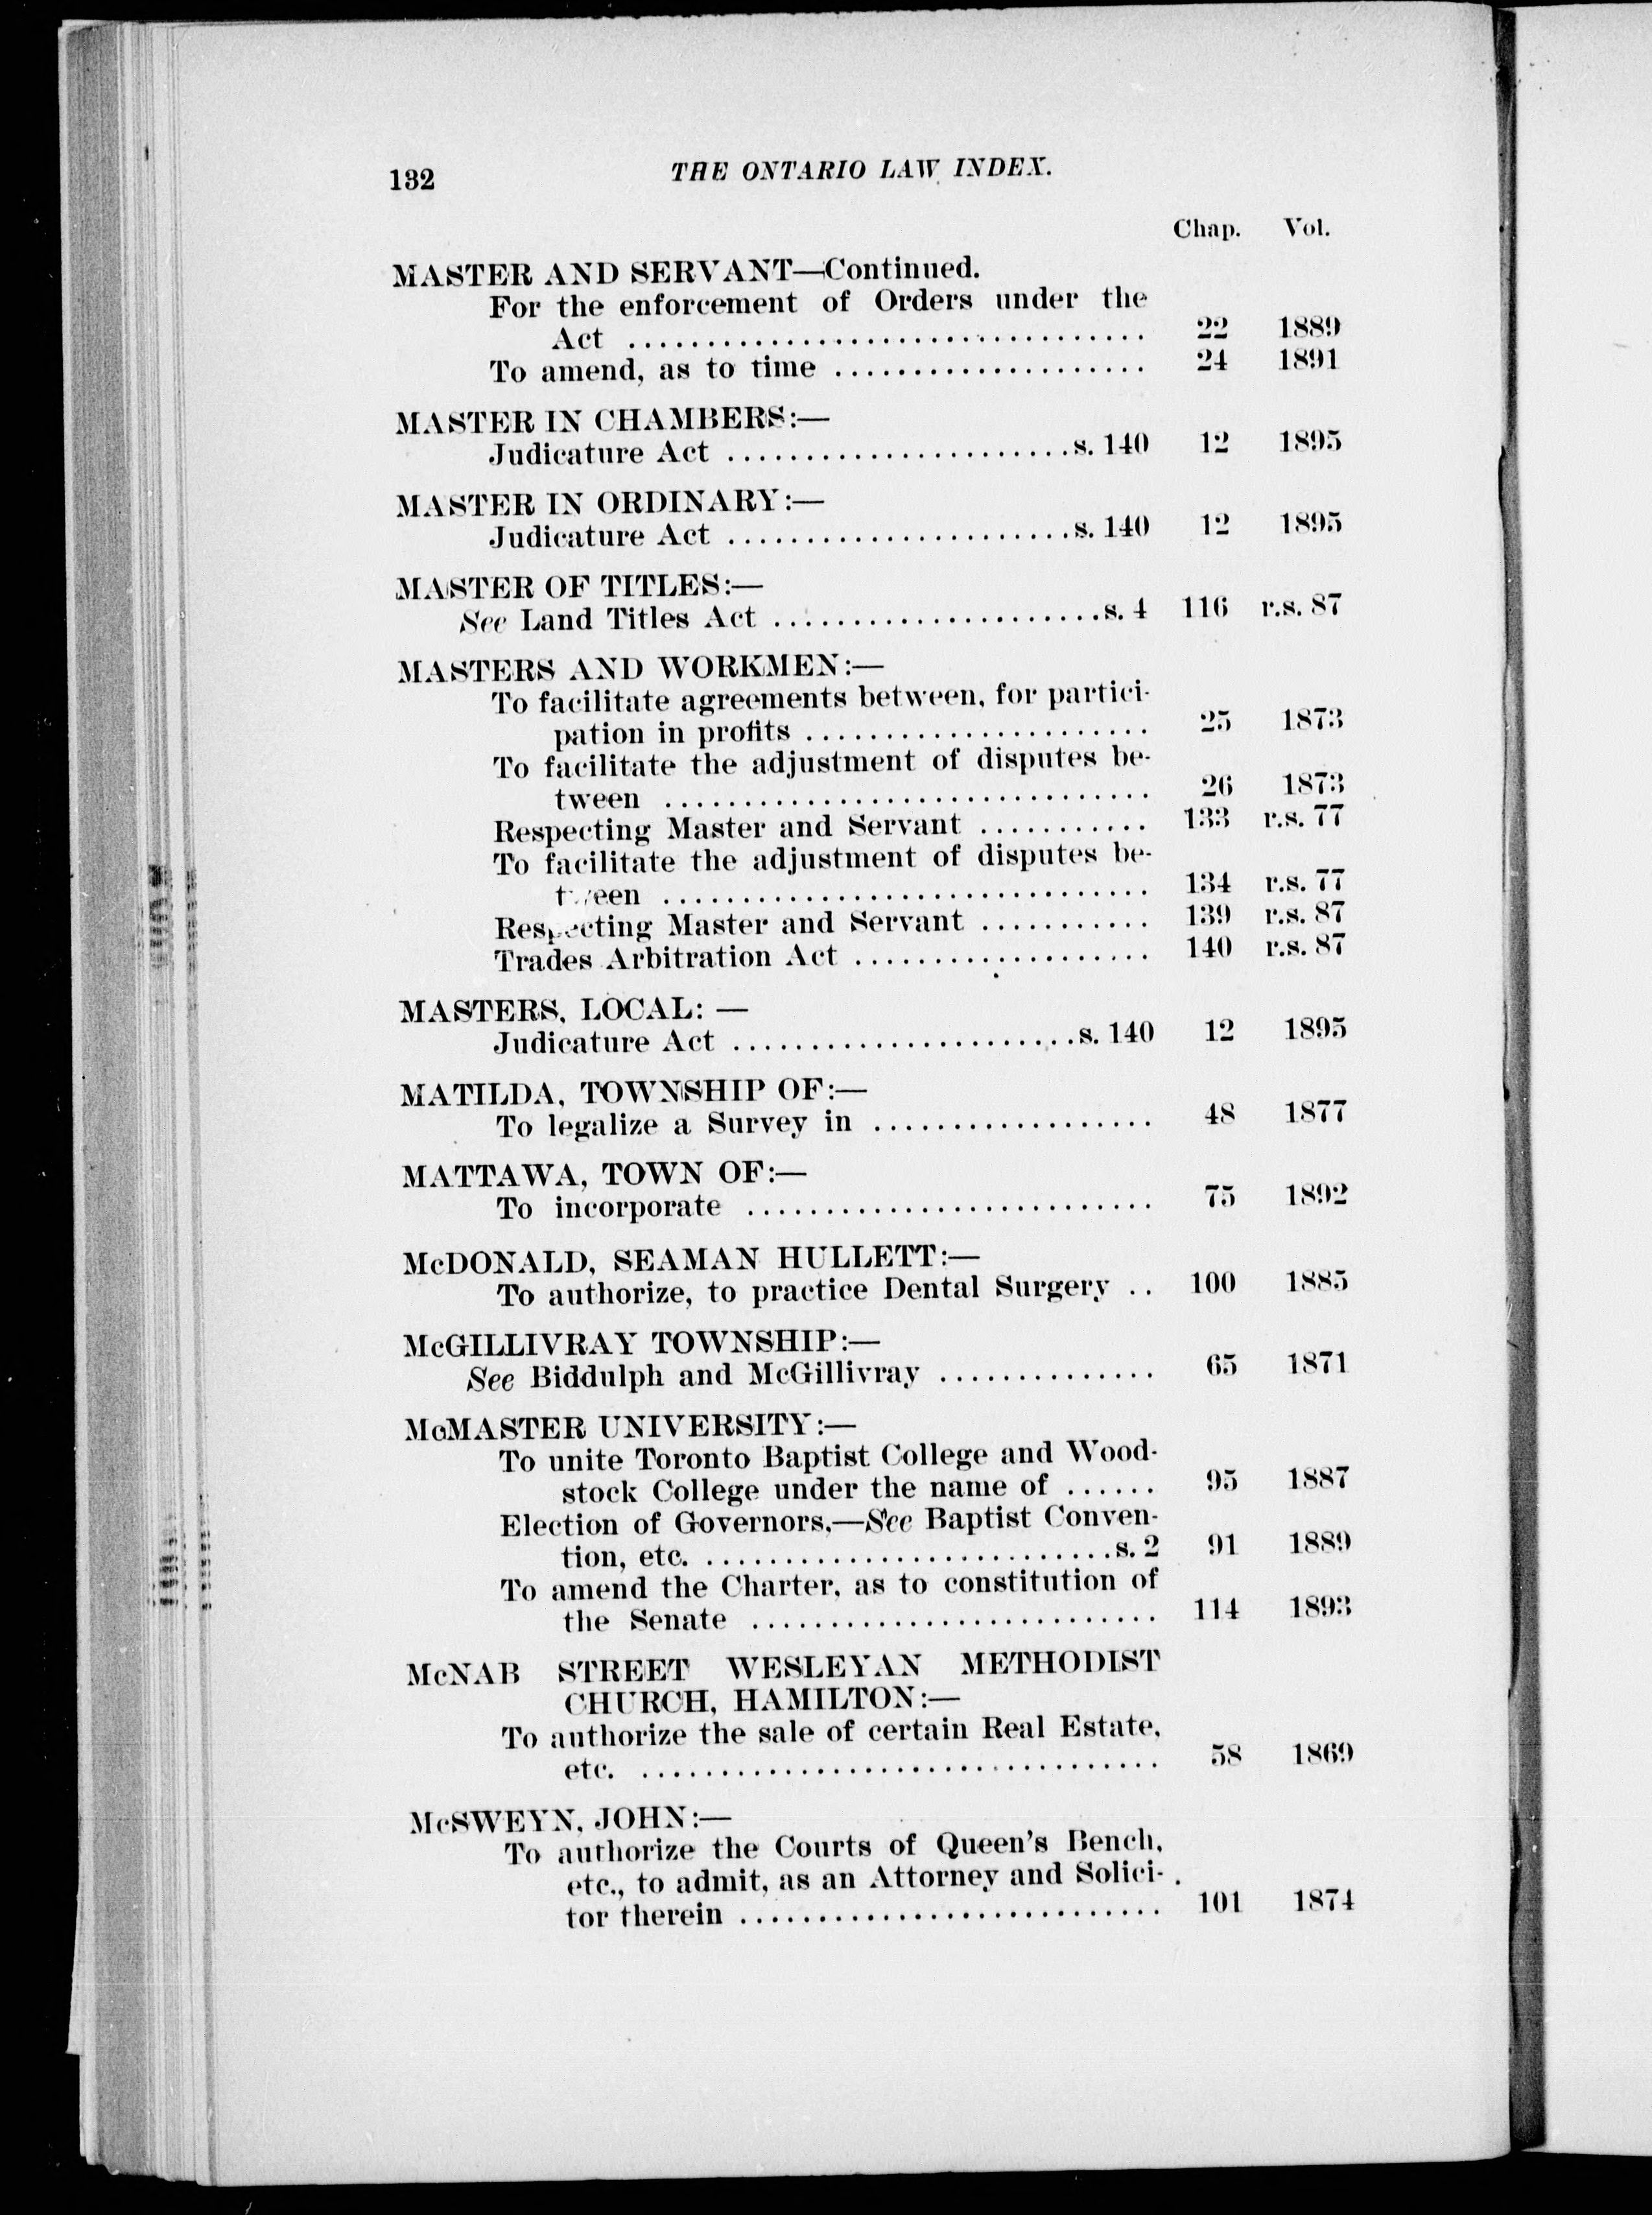 132 THE ONTARIO LAW INDEX.
Chap. Vol.
MASTER AND SERVANT—Continued.
For the enforcement of Orders under the
Act ................................. 22 1889
To amend, as to time .................... 24 1891
MASTER IN CHAMBERS:—
Judicature Act ......................s. 140 12 1895
MASTER IN ORDINARY:—
Judicature Act ......................s. 140 12 1895
MASTER OF TITLES:—
See Land Titles Act .....................s. 4 116 r.s. 87
MASTERS AND WORKMEN:—
To facilitate agreements between, for partici-
pation in profits ...................... 25 1873
To facilitate the adjustment of disputes be-
tween ............................... 26 1873
Respecting Master and Servant ........... 133 r.s. 77
To facilitate the adjustment of disputes be-
tween ............................... 134 r.s. 77
Respecting Master and Servant ........... 139 r.s. 87
Trades Arbitration Act ................... 140 r.s. 87
MASTERS, LOCAL: —
Judicature Act ......................s. 140 12 1895
MATILDA, TOWNSHIP OF:—
To legalize a Survey in .................. 48 1877
MATTAWA, TOWN OF:—
To incorporate .......................... 75 1892
McDONALD, SEAMAN HULLETT:—
To authorize, to practice Dental Surgery .. 100 1885
McGILLIVRAY TOWNSHIP:—
See Biddulph and McGillivray .............. 65 1871
McMASTER UNIVERSITY:—
To unite Toronto Baptist College and Wood-
stock College under the name of ...... 95 1887
Election of Governors,—See Baptist Conven-
tion, etc. ..........................s. 2 91 1889
To amend the Charter, as to constitution of
the Senate .......................... 114 1893
McNAB STREET WESLEYAN METHODIST
CHURCH, HAMILTON:—
To authorize the sale of certain Real Estate,
etc. ................................. 58 1869
McSWEYN, JOHN:—
To authorize the Courts of Queen's Bench,
etc., to admit, as an Attorney and Solici-
tor therein ........................... 101 1874